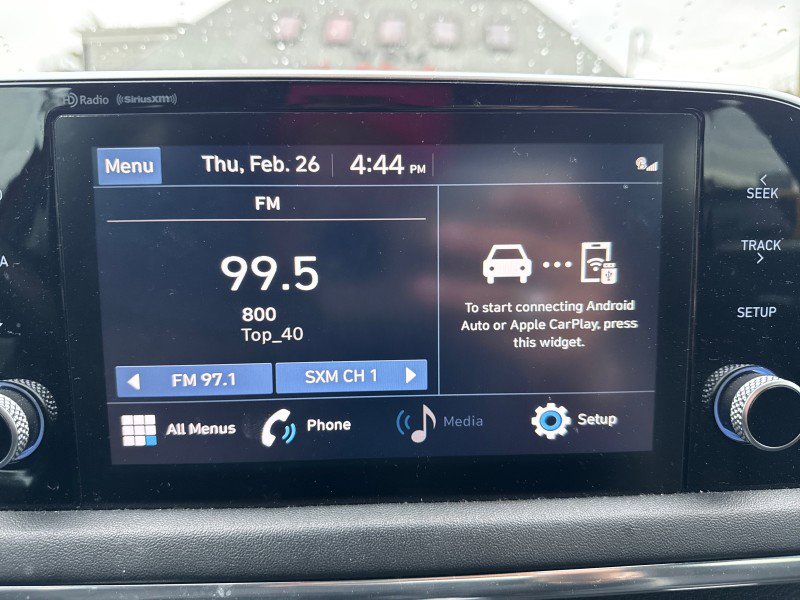 HD Radio ((SiriusXM))
Menu Thu, Feb. 26 4:44 PM
SEEK
FM
TRACK
99.5
800
Top_40
To start connecting Android
Auto or Apple CarPlay, press
this widget.
SETUP
FM 97.1 SXM CH 1
All Menus Phone Media Setup